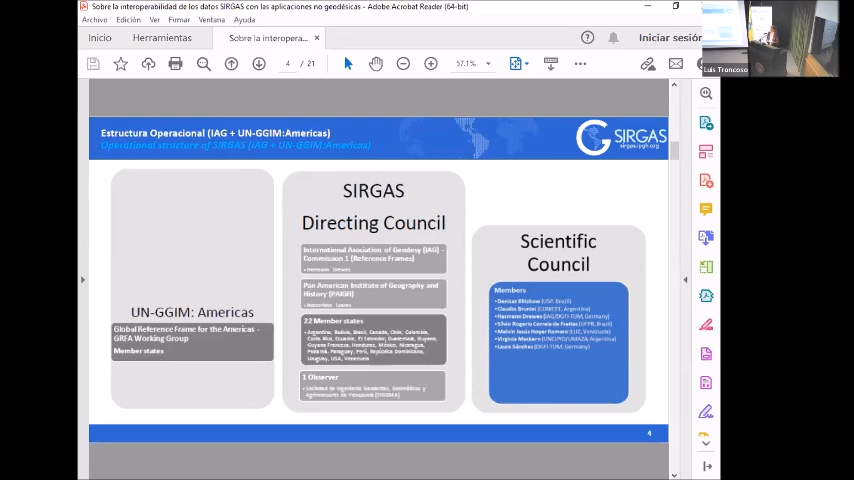 Sobre la interoperabilidad de los datos SIRGAS con las aplicaciones no geodésicas - Adobe Acrobat Reader (64-bit)
Archivo Edición Ver Firmar Ventana Ayuda
Inicio Herramientas Sobre la interopera... × Iniciar sesión
4 / 21 57.1%
Luis Troncoso
Estructura Operacional (IAG + UN-GGIM:Americas)
Operational structure of SIRGAS (IAG + UN-GGIM:Americas)
SIRGAS
sirgas.ipgh.org
UN-GGIM: Americas
Global Reference Frame for the Americas -
GRFA Working Group
Member states
SIRGAS
Directing Council
International Asociation of Geodesy (IAG) -
Commission 1 (Reference Frames)
• Hermann Drewes
Pan American Institute of Geography and
History (PAIGH)
22 Member states
• Argentina, Bolivia, Brasil, Canada, Chile, Colombia,
Costa Rica, Ecuador, El Salvador, Guatemala, Guyana,
Guyana Francesa, Honduras, México, Nicaragua,
Panamá, Paraguay, Perú, República Dominicana,
Uruguay, USA, Venezuela
1 Observer
• Sociedad de Ingenieros Geodestas, Geomáticos y
Agrimensores de Venezuela
Scientific
Council
Members
• Denizar Blitzkow (USP, Brazil)
• Claudio Brunini (CONICET, Argentina)
• Hermann Drewes (IAG/DGFI-TUM, Germany)
• Silvio Rogerio Correia de Freitas (UFPR, Brazil)
• Melvin Jesús Hoyer Romero (LUZ, Venezuela)
• Virginia Mackern (UNCUYO/UMAZA, Argentina)
• Laura Sánchez (DGFI-TUM, Germany)
4